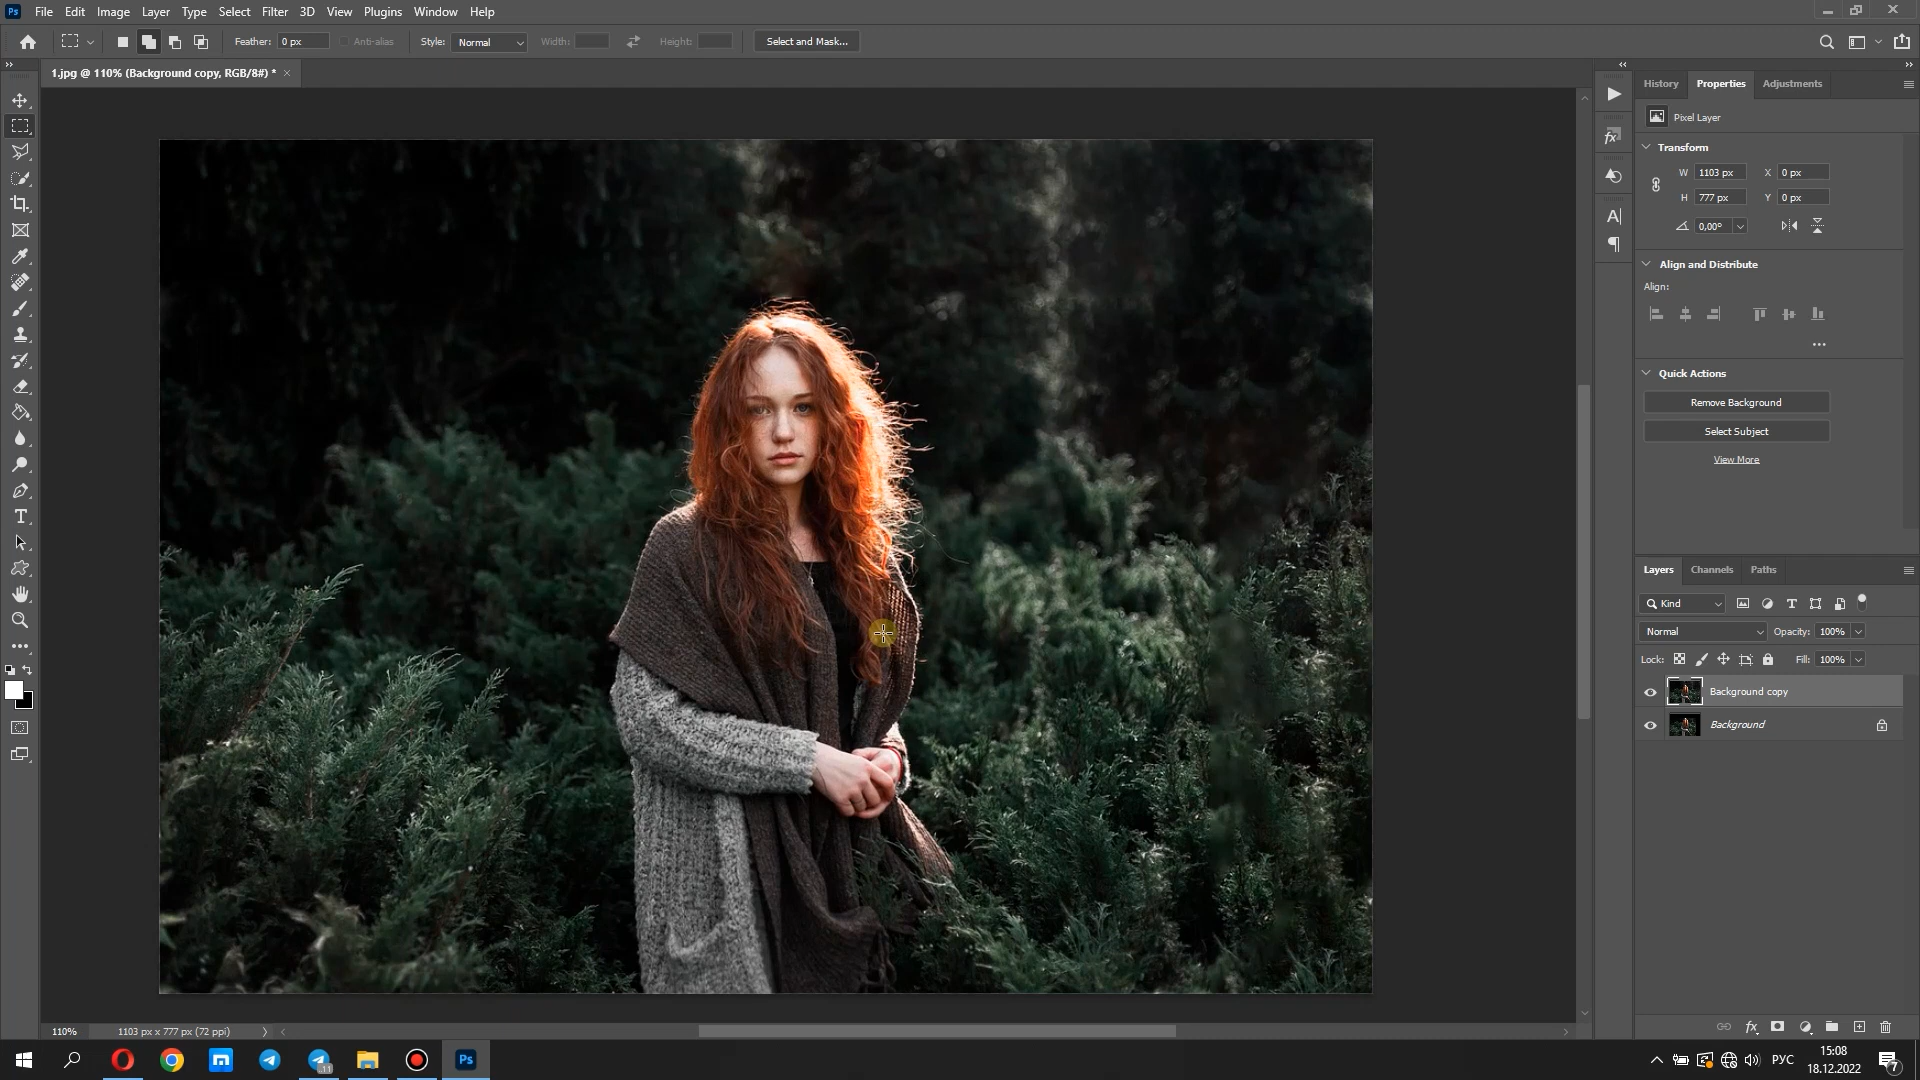 Ps File Edit Image Layer Type Select Filter 3D View Plugins Window Help
Feather: 0 px Anti-alias Style: Normal Width: Height: Select and Mask...
1.jpg @ 110% (Background copy, RGB/8#) * ×
History Properties Adjustments
Pixel Layer
Transform
W 1103 px X 0 px
H 777 px Y 0 px
0,00°
Align and Distribute
Align:
Quick Actions
Remove Background
Select Subject
View More
Layers Channels Paths
Kind
Normal Opacity: 100%
Lock: Fill: 100%
Background copy
Background
110% 1103 px x 777 px (72 ppi)
11 Ps РУС 15:08
18.12.2022 7